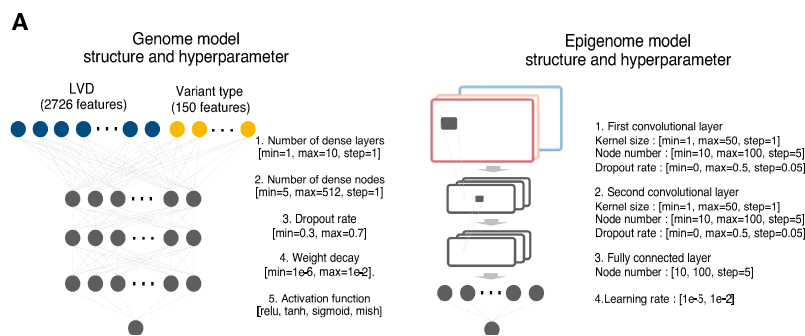 A
Genome model
structure and hyperparameter
LVD
(2726 features)
Variant type
(150 features)
1. Number of dense layers
[min=1, max=10, step=1]
2. Number of dense nodes
[min=5, max=512, step=1]
3. Dropout rate
[min=0.3, max=0.7]
4. Weight decay
[min=1e-6, max=1e-2].
5. Activation function
[relu, tanh, sigmoid, mish]
Epigenome model
structure and hyperparameter
1. First convolutional layer
Kernel size : [min=1, max=50, step=1]
Node number : [min=10, max=100, step=5]
Dropout rate : [min=0, max=0.5, step=0.05]
2. Second convolutional layer
Kernel size : [min=1, max=50, step=1]
Node number : [min=10, max=100, step=5]
Dropout rate : [min=0, max=0.5, step=0.05]
3. Fully connected layer
Node number : [10, 100, step=5]
4.Learning rate : [1e-5, 1e-2]